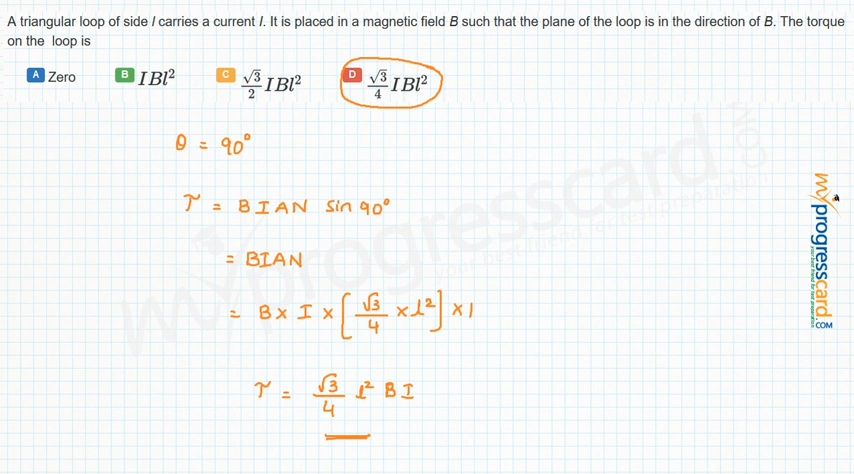 A triangular loop of side l carries a current I. It is placed in a magnetic field B such that the plane of the loop is in the direction of B. The torque
on the loop is
A Zero B IBl² C √3/2 IBl² D √3/4 IBl²
θ = 90°
τ = BIAN sin 90°
= BIAN
= B × I × [√3/4 × l²] × 1
τ = √3/4 l² B I
myprogresscard
.COM